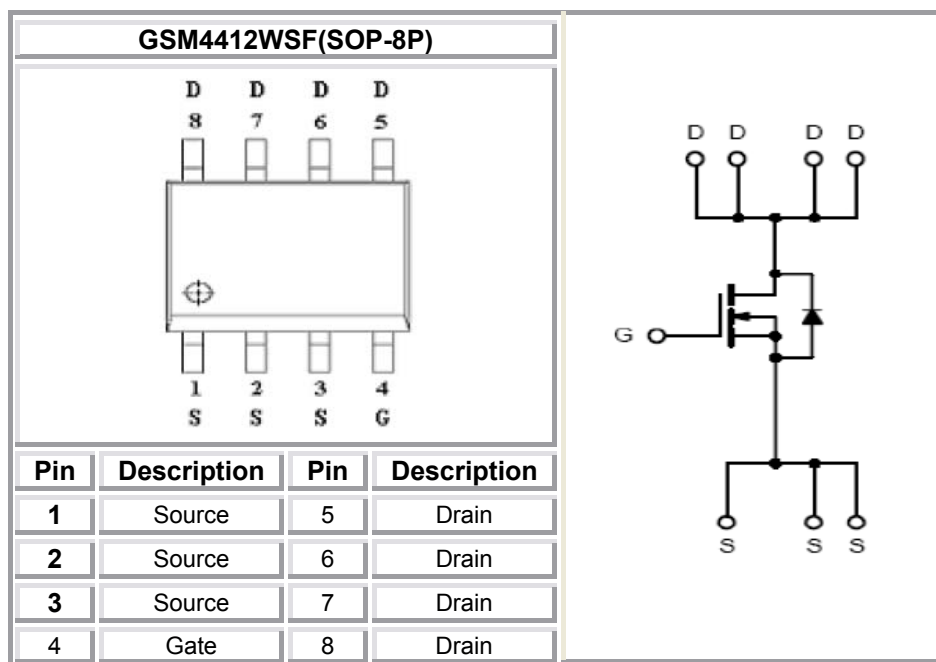 GSM4412WSF(SOP-8P)
D D D D
8 7 6 5
1 2 3 4
S S S G
Pin Description Pin Description
1 Source 5 Drain
2 Source 6 Drain
3 Source 7 Drain
4 Gate 8 Drain
D D D D
G
S S S